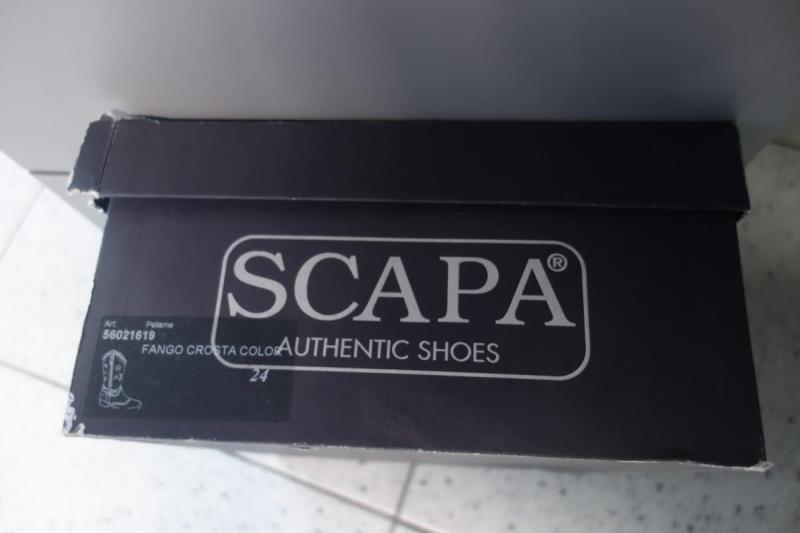 SCAPA®
AUTHENTIC SHOES
Art. Pellame
56021619
FANGO CROSTA COLOR
24